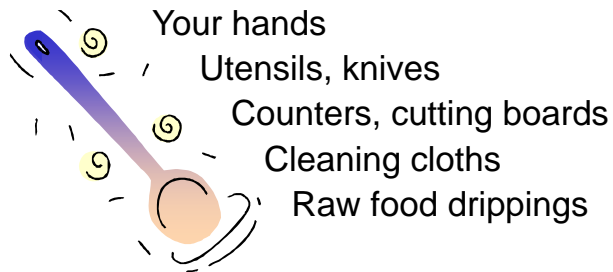 Your hands
Utensils, knives
Counters, cutting boards
Cleaning cloths
Raw food drippings